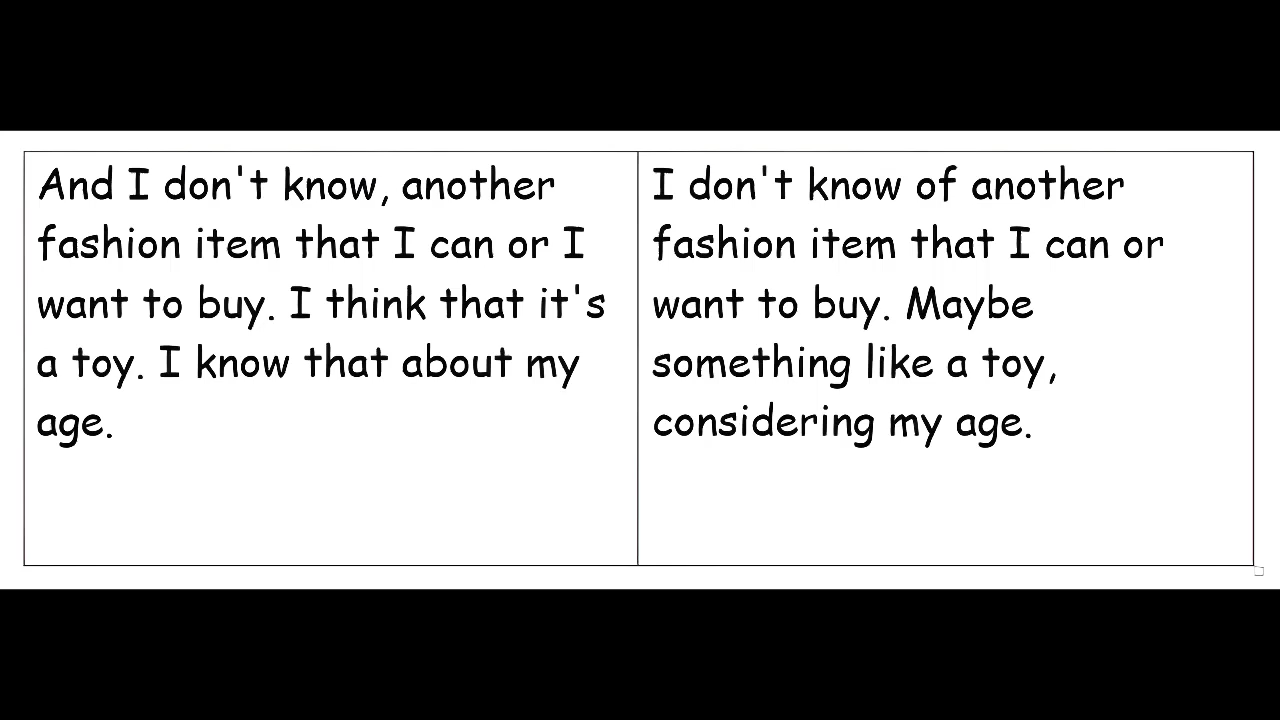 And I don't know, another
fashion item that I can or I
want to buy. I think that it's
a toy. I know that about my
age.
I don't know of another
fashion item that I can or
want to buy. Maybe
something like a toy,
considering my age.